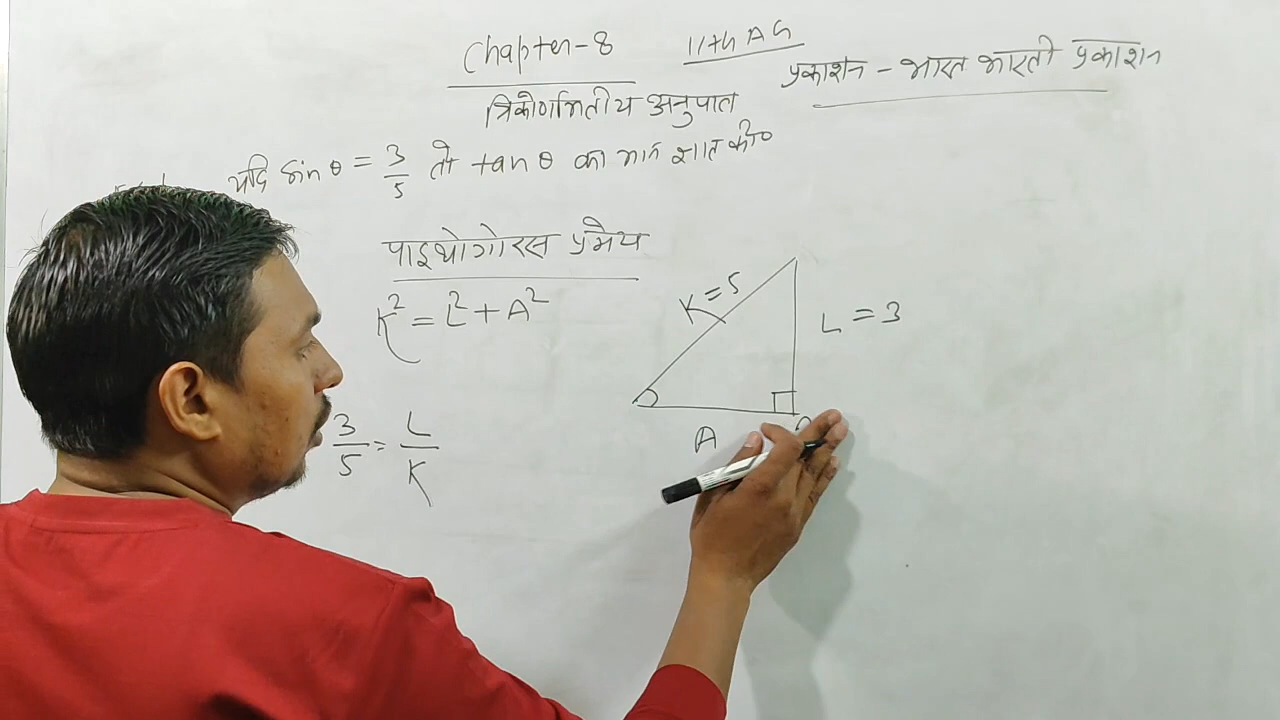 Chapter-8
11th AG
प्रकाशन - भारत भारती प्रकाशन
त्रिकोणमितीय अनुपात
यदि sin θ = 3/5 तो tan θ का मान ज्ञात की०
पाइथोगोरस प्रमेय
K² = L² + A²
K = 5
L = 3
A
3/5 = L/K